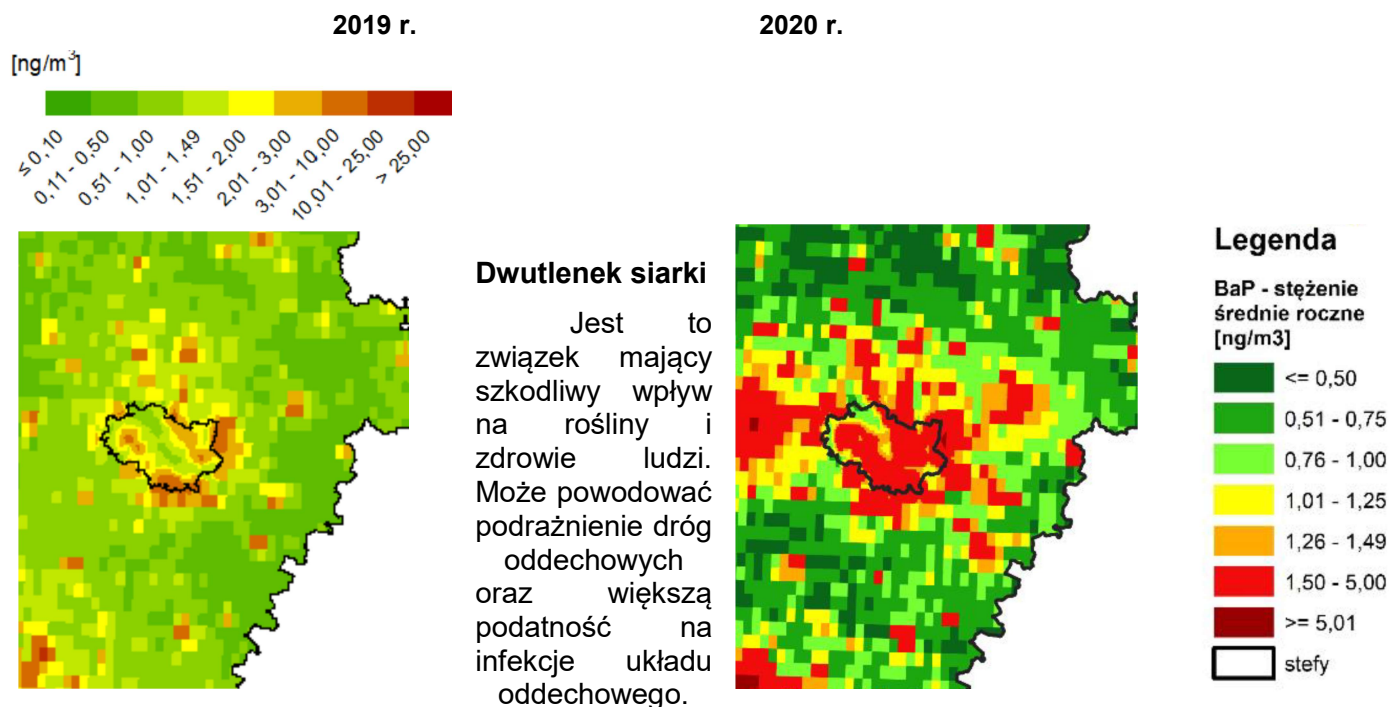 2019 r.
2020 r.
[ng/m³]
≤ 0,10
0,11 - 0,50
0,51 - 1,00
1,01 - 1,49
1,51 - 2,00
2,01 - 3,00
3,01 - 10,00
10,01 - 25,00
> 25,00
Dwutlenek siarki
Jest to
związek mający
szkodliwy wpływ
na rośliny i
zdrowie ludzi.
Może powodować
podrażnienie dróg
oddechowych
oraz większą
podatność na
infekcje układu
oddechowego.
Legenda
BaP - stężenie
średnie roczne
[ng/m3]
<= 0,50
0,51 - 0,75
0,76 - 1,00
1,01 - 1,25
1,26 - 1,49
1,50 - 5,00
>= 5,01
stefy